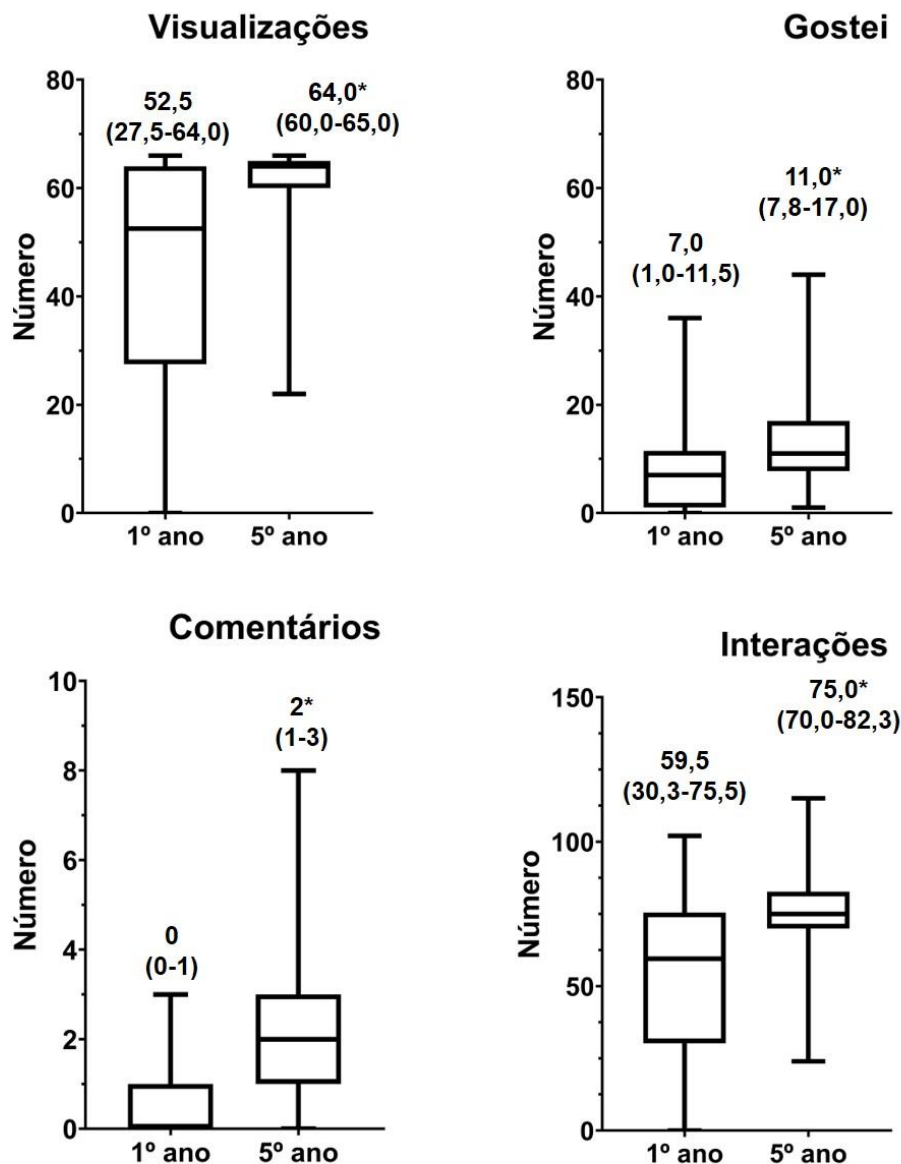 Visualizações
80
60
40
20
0
Número
52,5
(27,5-64,0)
64,0*
(60,0-65,0)
1º ano
5º ano
Gostei
80
60
40
20
0
Número
7,0
(1,0-11,5)
11,0*
(7,8-17,0)
1º ano
5º ano
Comentários
10
8
6
4
2
0
Número
0
(0-1)
2*
(1-3)
1º ano
5º ano
Interações
150
100
50
0
Número
59,5
(30,3-75,5)
75,0*
(70,0-82,3)
1º ano
5º ano